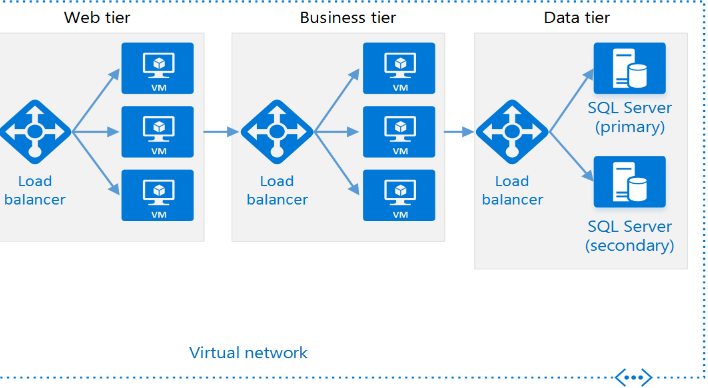 Web tier
Business tier
Data tier
VM
VM
VM
Load
balancer
VM
VM
VM
Load
balancer
SQL Server
(primary)
Load
balancer
SQL Server
(secondary)
Virtual network